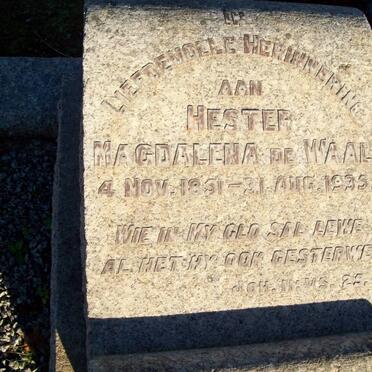 IN
LIEFDEVOLLE HERINNERING
AAN
HESTER
MAGDALENA DE WAAL
4 NOV. 1851 - 31 AUG. 1935.
WIE IN MY GLO SAL LEWE
AL HET HY OOK GESTERWE
JOH. 11: VS. 25.